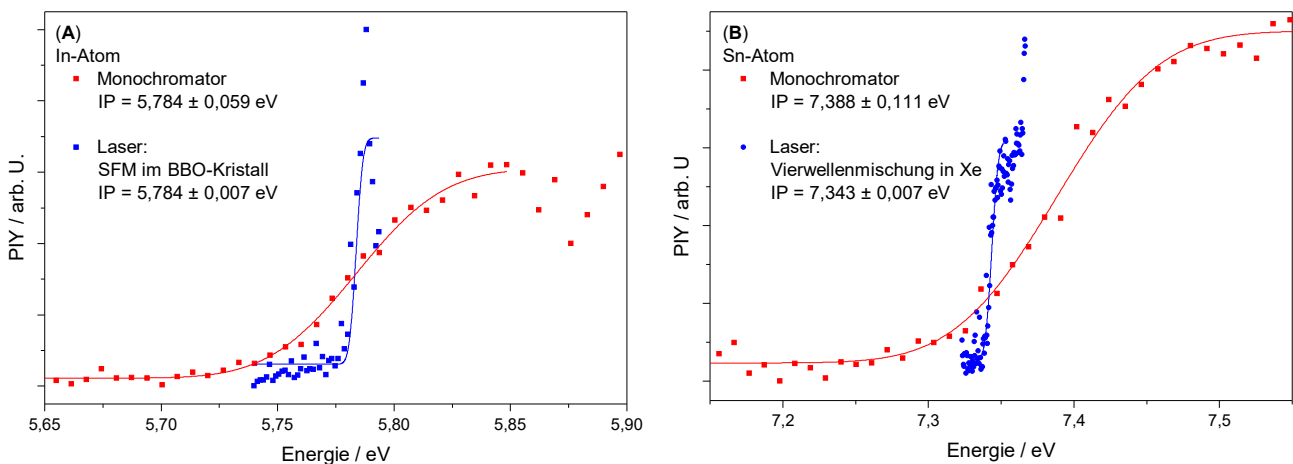 (A)
In-Atom
Monochromator
IP = 5,784 ± 0,059 eV
Laser:
SFM im BBO-Kristall
IP = 5,784 ± 0,007 eV
PIY / arb. U.
5,65 5,70 5,75 5,80 5,85 5,90
Energie / eV
(B)
Sn-Atom
Monochromator
IP = 7,388 ± 0,111 eV
Laser:
Vierwellenmischung in Xe
IP = 7,343 ± 0,007 eV
PIY / arb. U
7,2 7,3 7,4 7,5
Energie / eV